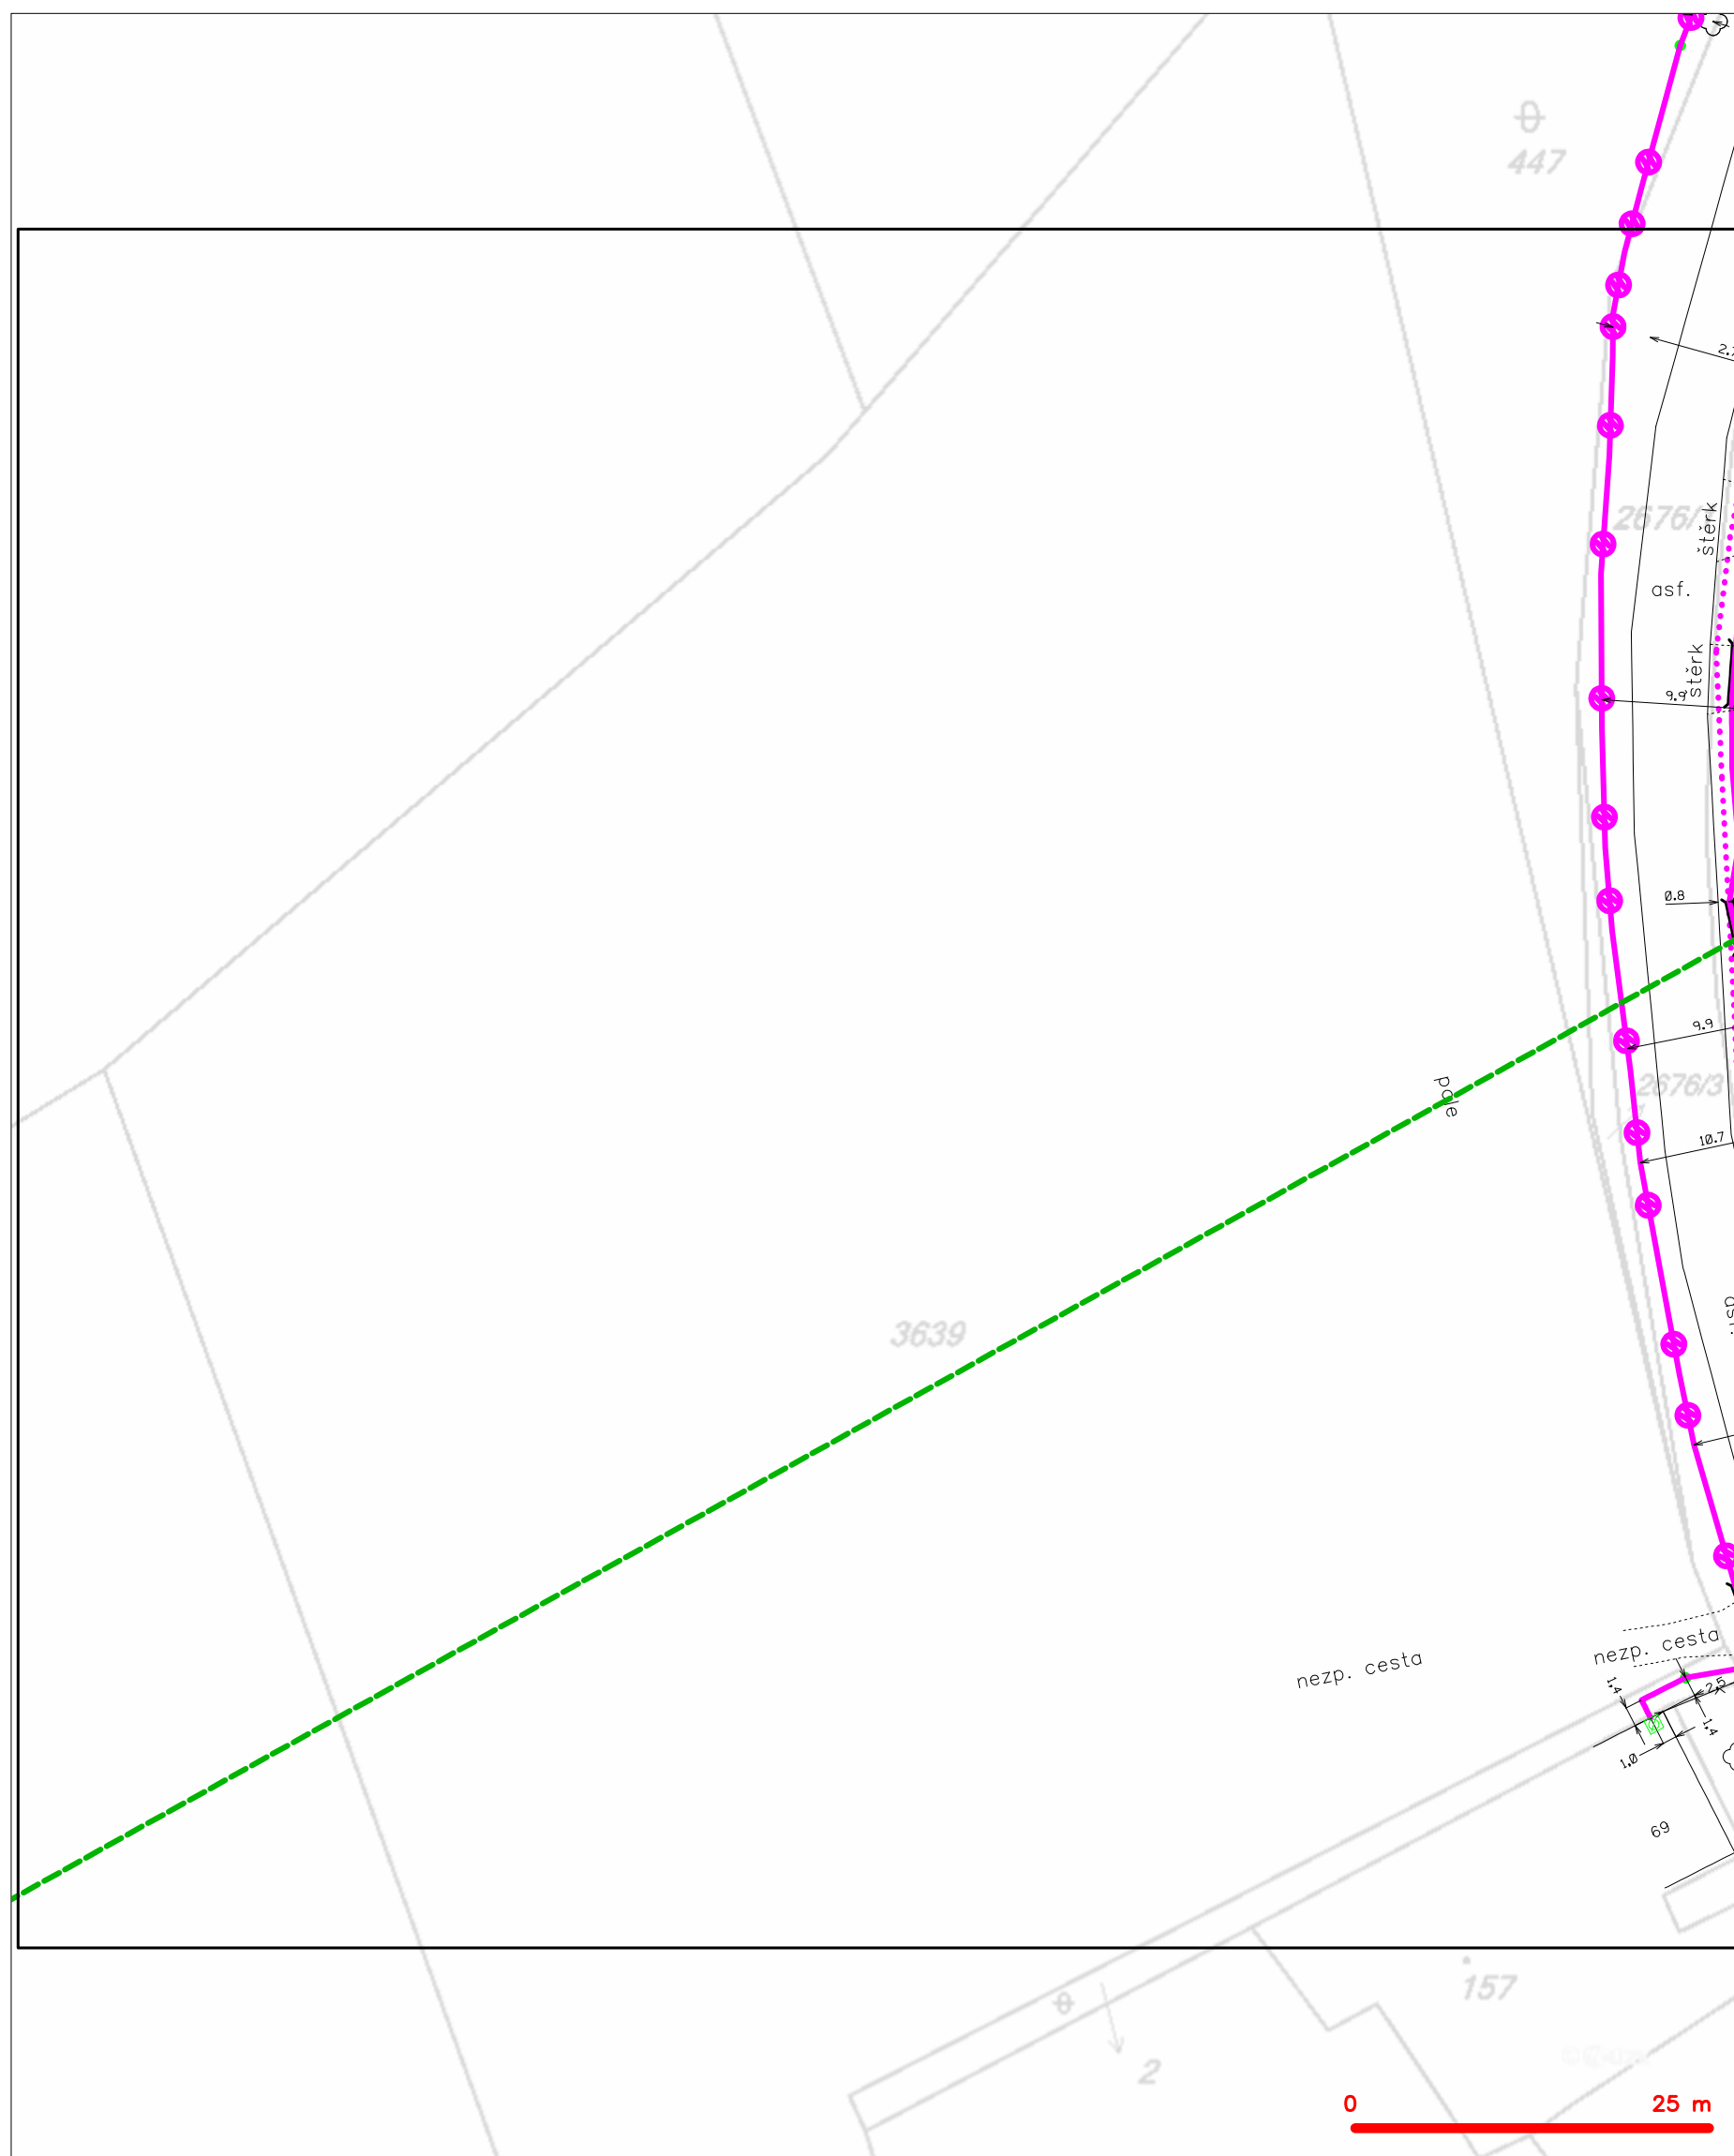 447
2676/
štěrk
asf.
štěrk
9.9
0.8
9.9
pole
2676/3
10.7
3639
nezp. cesta
nezp. cesta
1,4
2,5
1,4
1,0
69
157
2
0 25 m